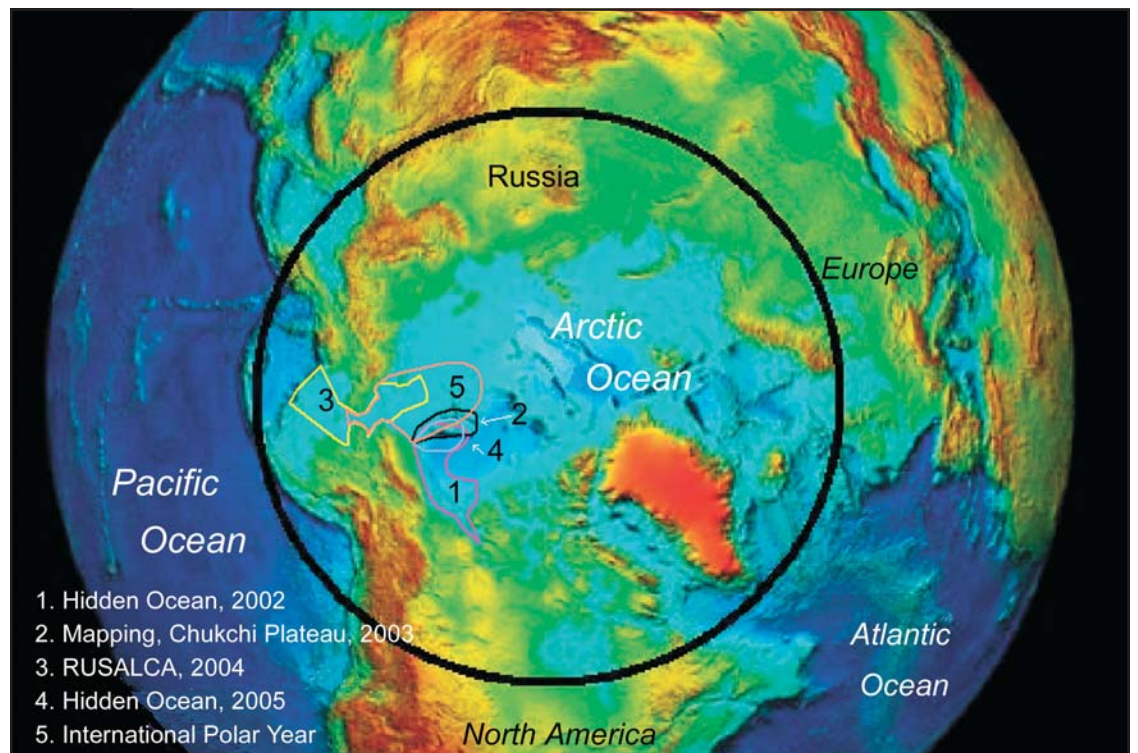 Russia
Europe
Arctic
Ocean
3
5
2
4
1
Pacific
Ocean
1. Hidden Ocean, 2002
2. Mapping, Chukchi Plateau, 2003
3. RUSALCA, 2004
4. Hidden Ocean, 2005
5. International Polar Year
Atlantic
Ocean
North America